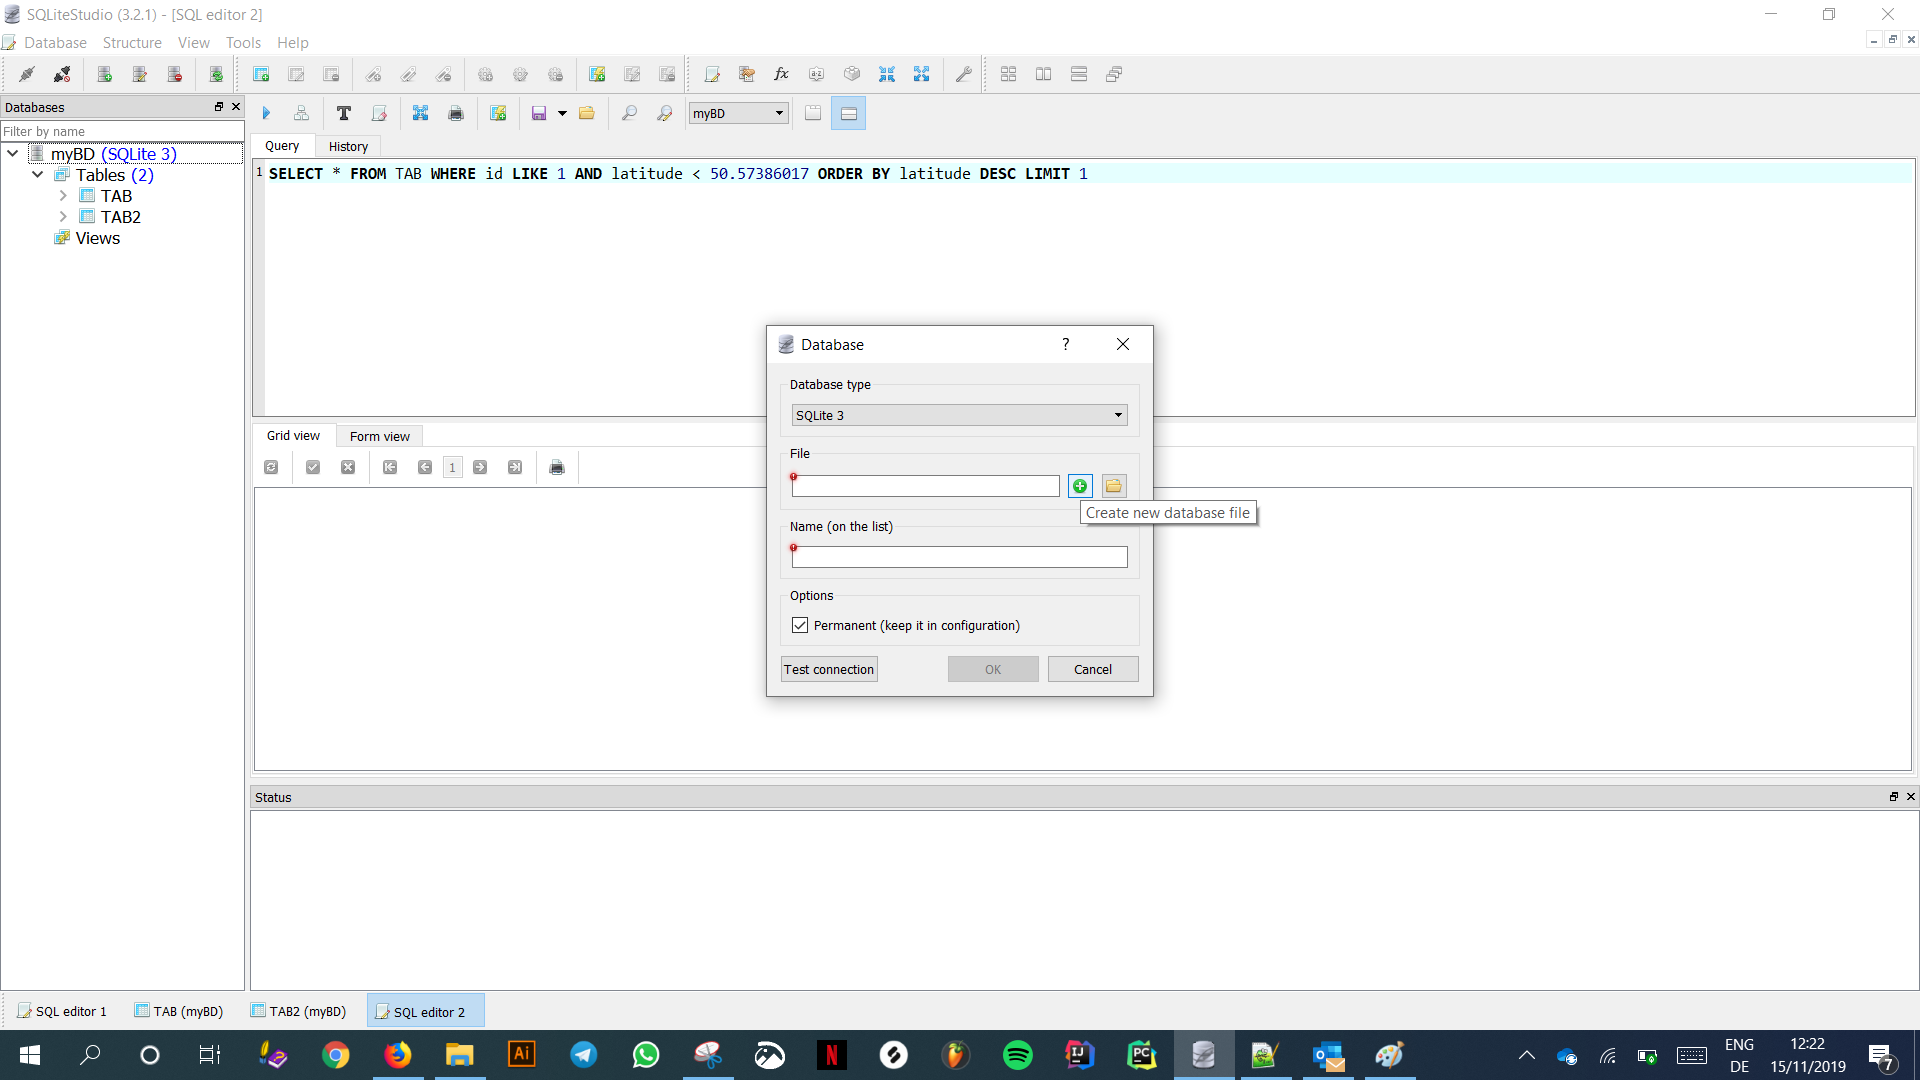 SQLiteStudio (3.2.1) - [SQL editor 2]
Database Structure View Tools Help
Databases
Filter by name
myBD (SQLite 3)
Tables (2)
TAB
TAB2
Views
myBD
Query History
1 SELECT * FROM TAB WHERE id LIKE 1 AND latitude < 50.57386017 ORDER BY latitude DESC LIMIT 1
Database ?
Database type
SQLite 3
File
Create new database file
Name (on the list)
Options
Permanent (keep it in configuration)
Test connection OK Cancel
Grid view Form view
1
Status
SQL editor 1 TAB (myBD) TAB2 (myBD) SQL editor 2
Ai
N
IJ
PC
ENG
DE
12:22
15/11/2019
7